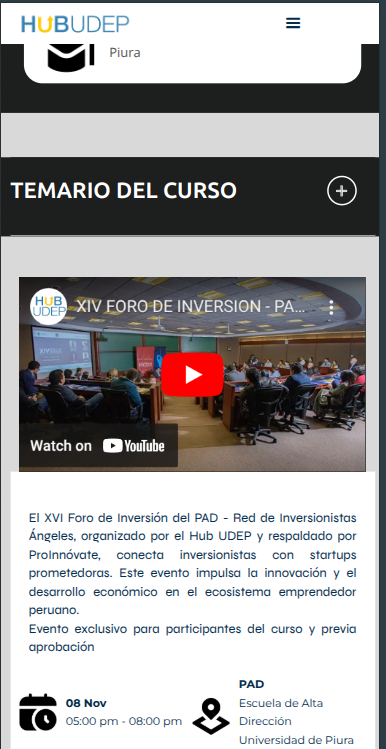 HUBUDEP
Piura
TEMARIO DEL CURSO
HUB
UDEP
XIV FORO DE INVERSION - PA...
Watch on YouTube
El XVI Foro de Inversión del PAD - Red de Inversionistas
Ángeles, organizado por el Hub UDEP y respaldado por
ProInnóvate, conecta inversionistas con startups
prometedoras. Este evento impulsa la innovación y el
desarrollo económico en el ecosistema emprendedor
peruano.
Evento exclusivo para participantes del curso y previa
aprobación
08 Nov
05:00 pm - 08:00 pm
PAD
Escuela de Alta
Dirección
Universidad de Piura